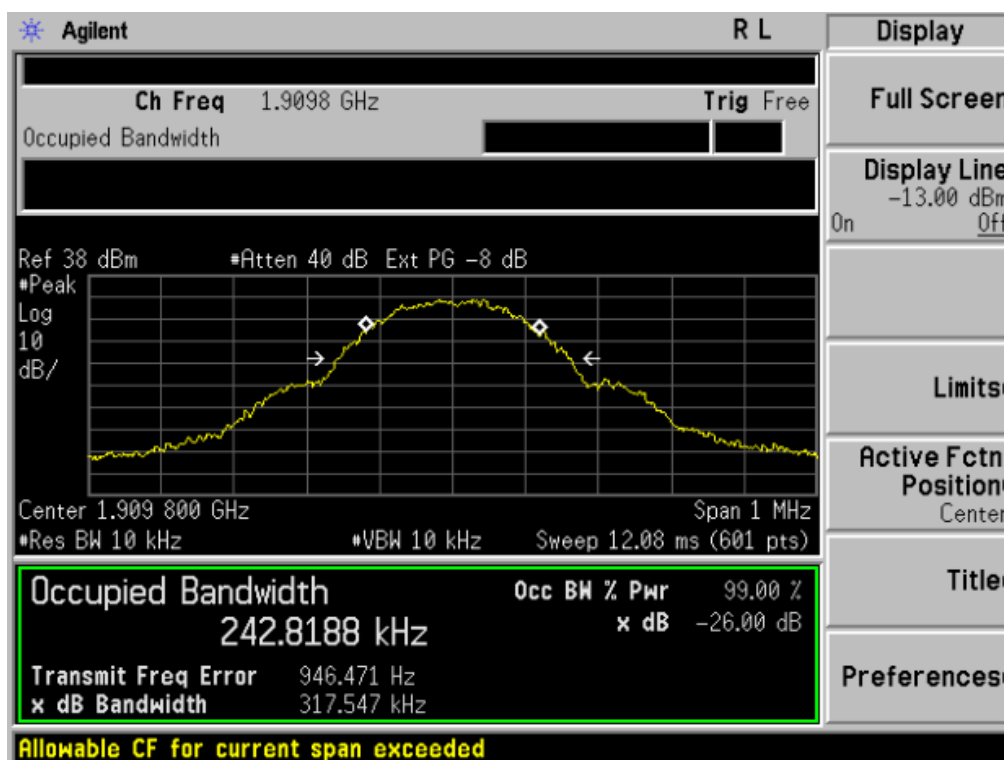 Agilent R L Display
Ch Freq 1.9098 GHz Trig Free
Occupied Bandwidth
Full Screen
Display Line
-13.00 dBm
On Off
Ref 38 dBm #Atten 40 dB Ext PG -8 dB
#Peak
Log
10
dB/
Limits
Active Fctn
Position
Center
Center 1.909 800 GHz Span 1 MHz
#Res BW 10 kHz #VBW 10 kHz Sweep 12.08 ms (601 pts)
Occupied Bandwidth Occ BW % Pwr 99.00 %
242.8188 kHz x dB -26.00 dB
Title
Transmit Freq Error 946.471 Hz
x dB Bandwidth 317.547 kHz
Preferences
Allowable CF for current span exceeded